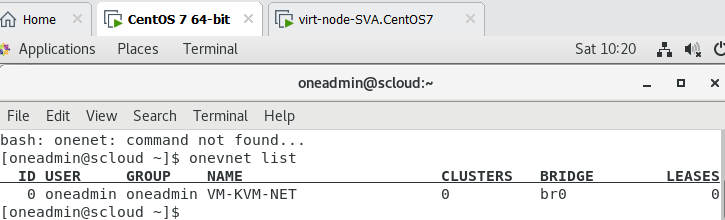 Home × CentOS 7 64-bit × virt-node-SVA.CentOS7 ×
Applications Places Terminal Sat 10:20
oneadmin@scloud:~
File Edit View Search Terminal Help
bash: onenet: command not found...
[oneadmin@scloud ~]$ onevnet list
ID USER GROUP NAME CLUSTERS BRIDGE LEASES
0 oneadmin oneadmin VM-KVM-NET 0 br0 0
[oneadmin@scloud ~]$